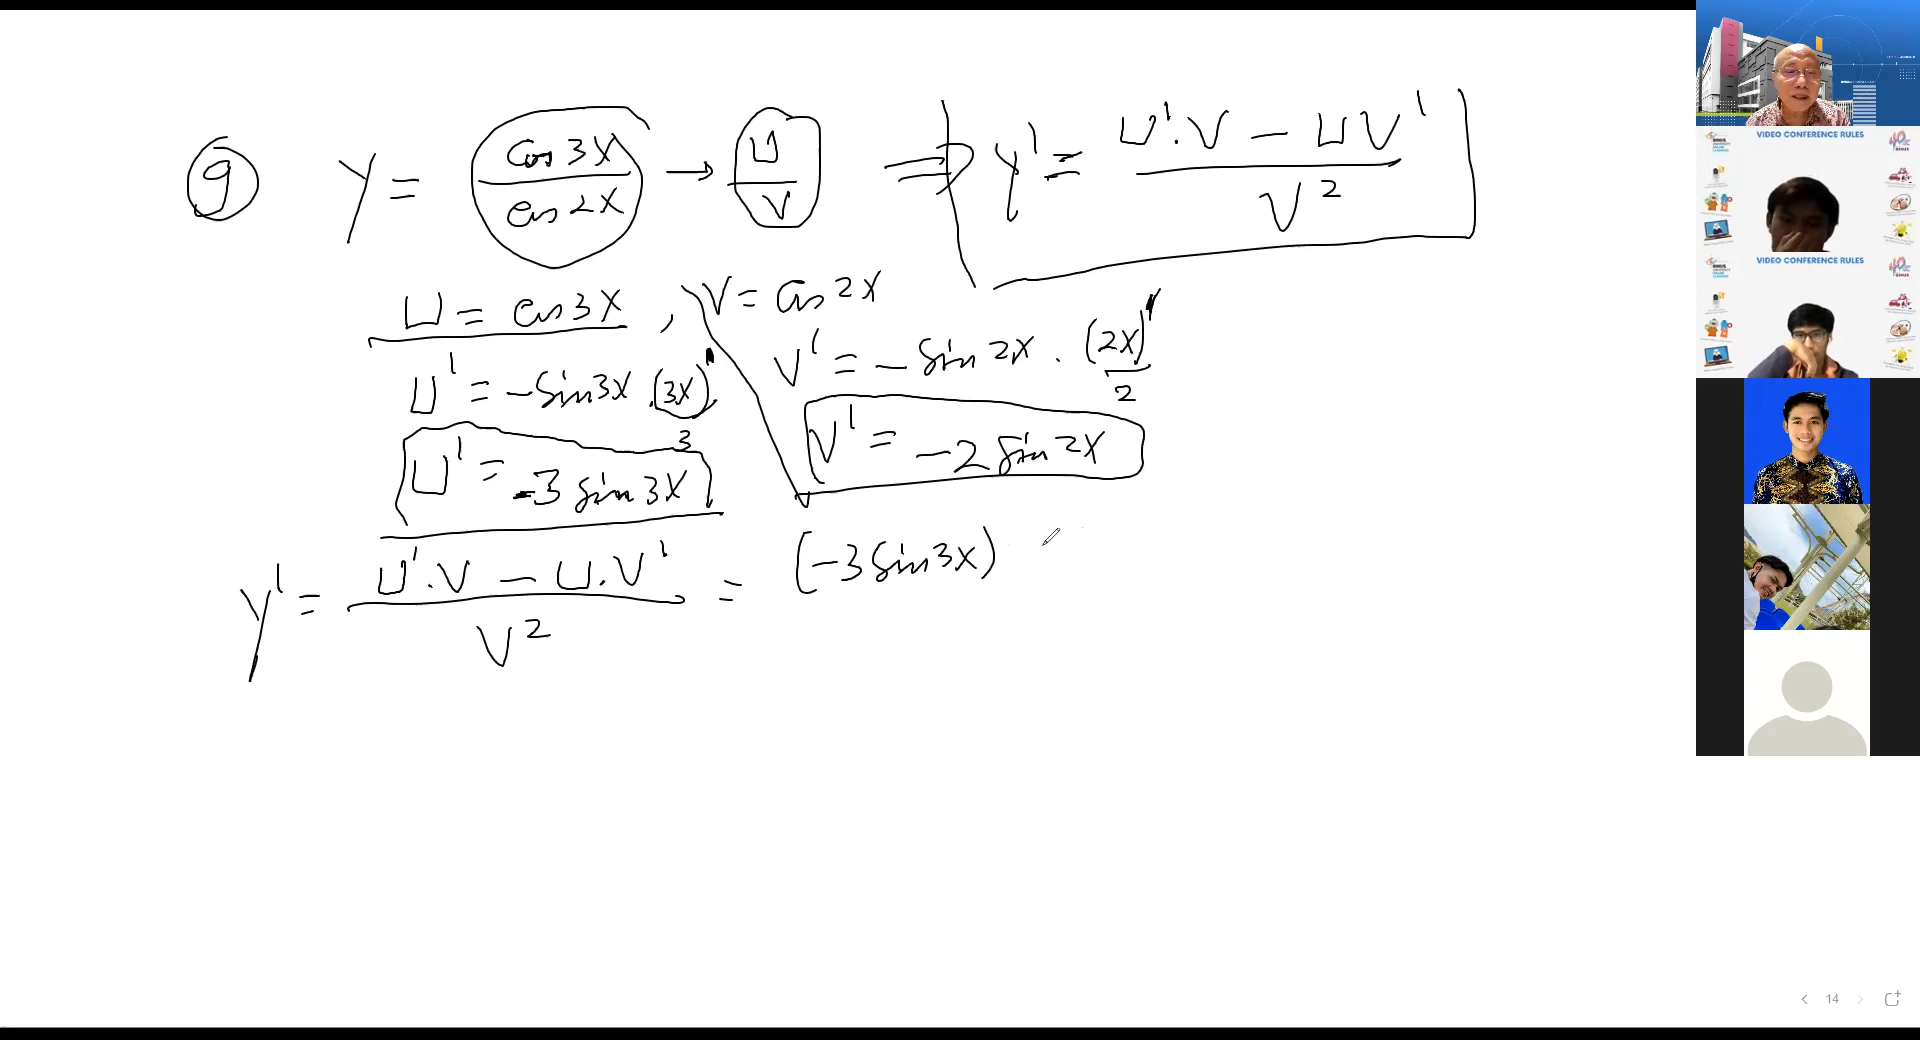 9 y = cos 3x / cos 2x → U / V ⇒ y' = U'.V - UV' / V²
U = cos 3x , V = cos 2x
U' = -sin 3x . (3x)' V' = - sin 2x . (2x)'
3 2
U' = -3 sin 3x V' = -2 sin 2x
y' = U'.V - U.V' / V² = (-3 sin 3x)
VIDEO CONFERENCE RULES
VIDEO CONFERENCE RULES
14